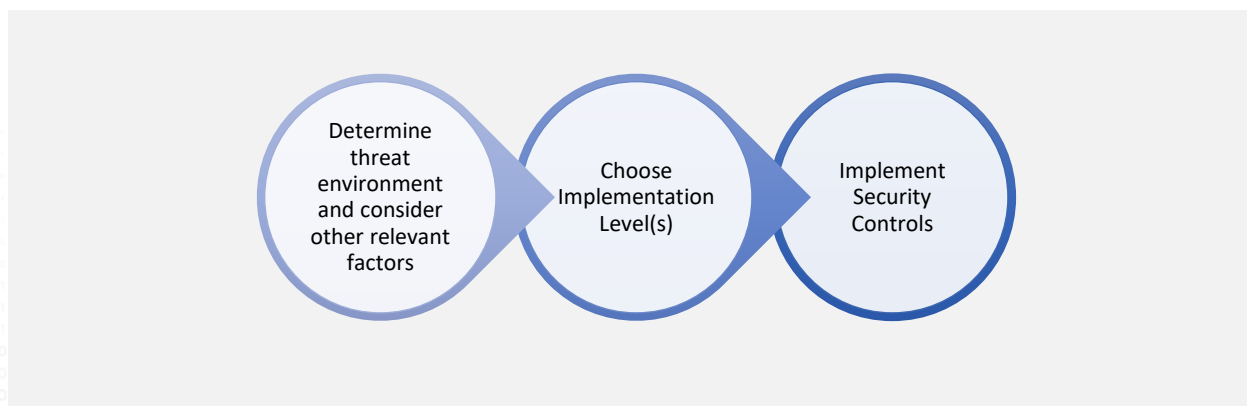 Determine
threat
environment
and consider
other relevant
factors
Choose
Implementation
Level(s)
Implement
Security
Controls